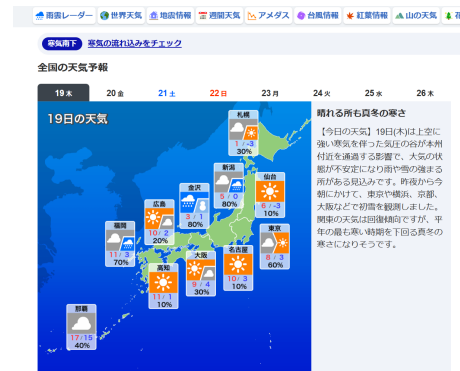 雨雲レーダー 世界天気 地震情報 週間天気 アメダス 台風情報 紅葉情報 山の天気
寒気南下 寒気の流れ込みをチェック
全国の天気予報
19 木 20 金 21 土 22 日 23 月 24 火 25 水 26 木
19日の天気
札幌
1 / -3
30%
新潟
5 / 0
80%
仙台
6 / -3
10%
金沢
3 / 1
80%
広島
10/ 2
20%
東京
8 / 3
60%
福岡
11/ 3
70%
名古屋
10/ 3
10%
大阪
9 / 4
30%
高知
11/ 1
10%
那覇
17/15
40%
晴れる所も真冬の寒さ
【今日の天気】19日(木)は上空に
強い寒気を伴った気圧の谷が本州
付近を通過する影響で、大気の状
態が不安定になり雨や雪の強まる
所がある見込みです。昨夜から今
朝にかけて、東京や横浜、京都、
大阪などで初雪を観測しました。
関東の天気は回復傾向ですが、平
年の最も寒い時期を下回る真冬の
寒さになりそうです。